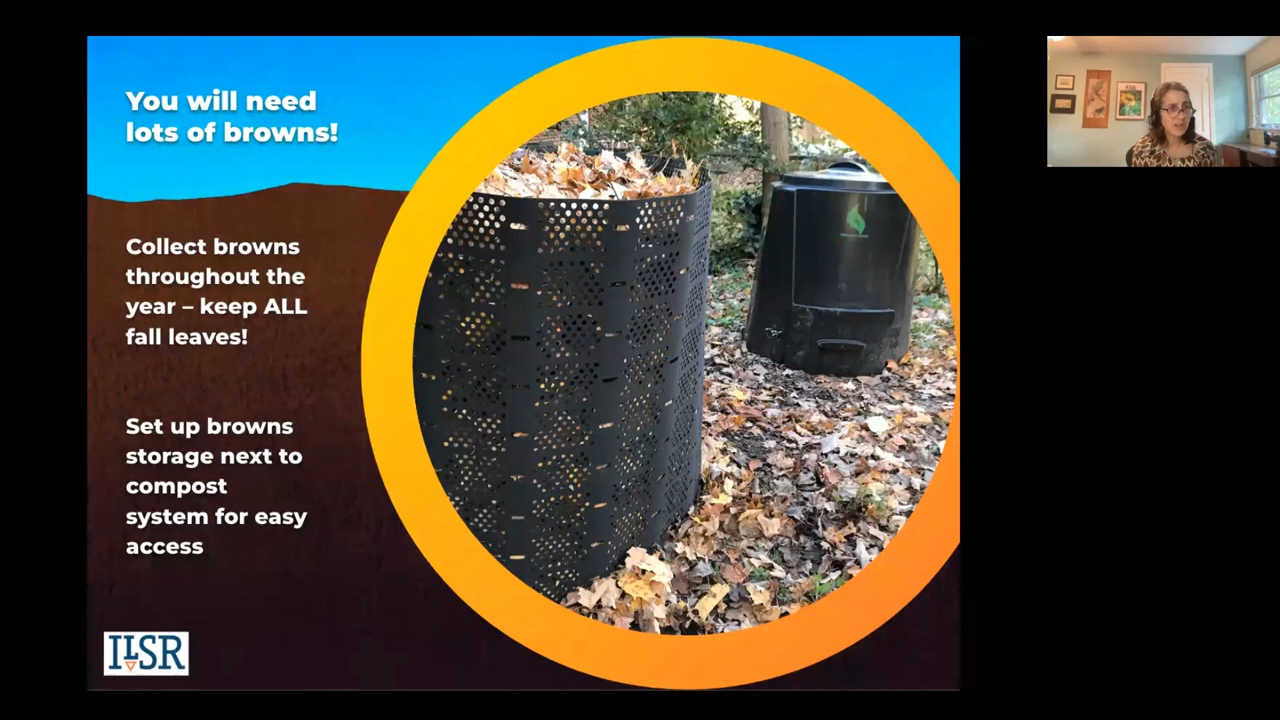 You will need
lots of browns!
Collect browns
throughout the
year – keep ALL
fall leaves!
Set up browns
storage next to
compost
system for easy
access
ILSR